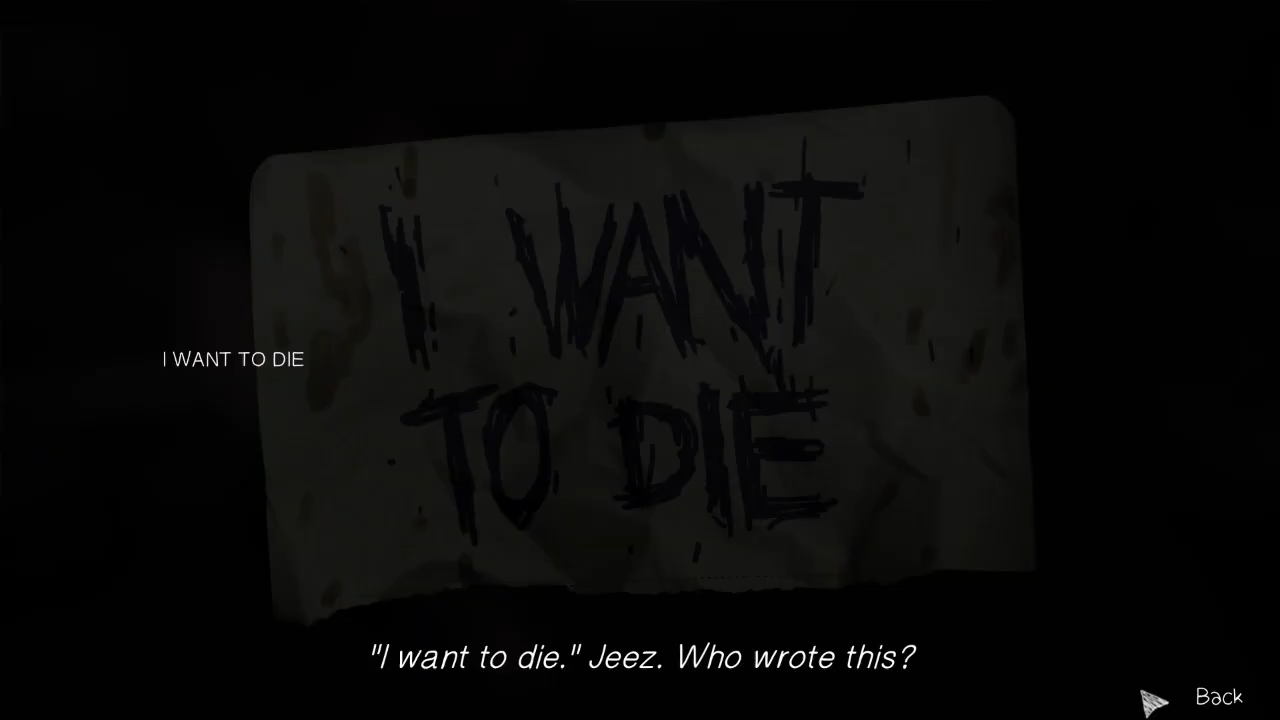 I WANT
TO DIE
I WANT TO DIE
"I want to die." Jeez. Who wrote this?
Back